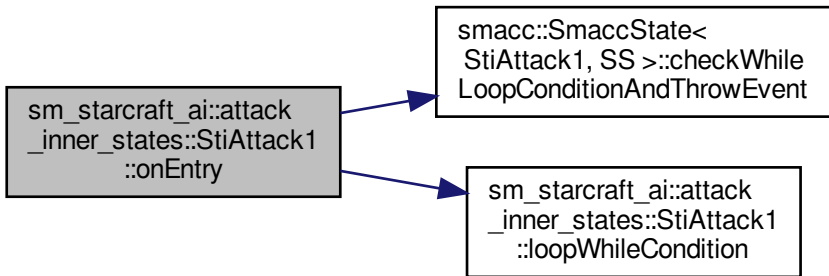 sm_starcraft_ai::attack
_inner_states::StiAttack1
::onEntry
smacc::SmaccState<
StiAttack1, SS >::checkWhile
LoopConditionAndThrowEvent
sm_starcraft_ai::attack
_inner_states::StiAttack1
::loopWhileCondition